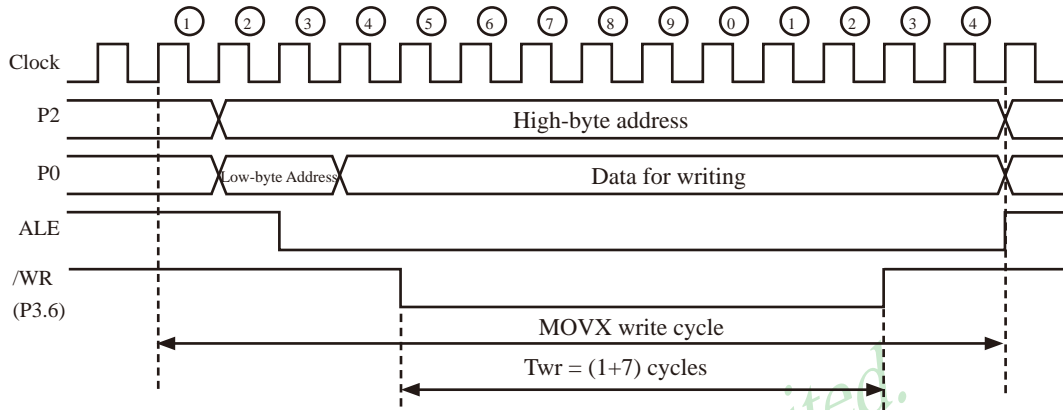 1 2 3 4 5 6 7 8 9 0 1 2 3 4
Clock
P2 High-byte address
P0 Low-byte Address Data for writing
ALE
/WR
(P3.6)
MOVX write cycle
Twr = (1+7) cycles